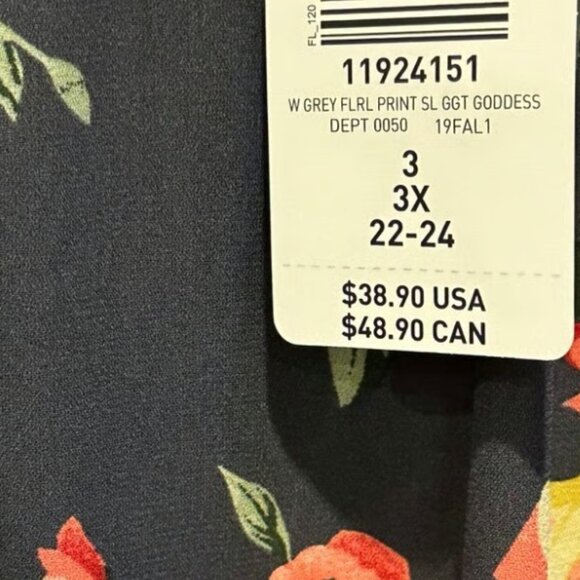 FL_120
11924151
W GREY FLRL PRINT SL GGT GODDESS
DEPT 0050 19FAL1
3
3X
22-24
$38.90 USA
$48.90 CAN